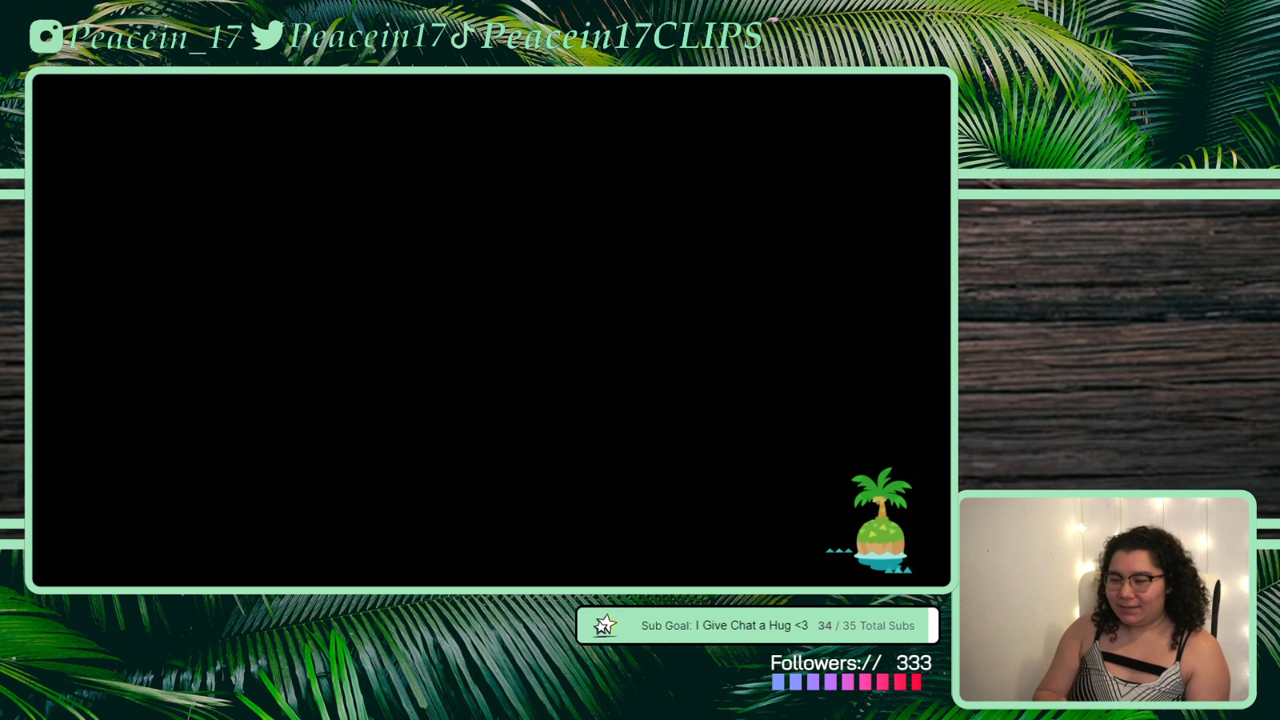 Peacein_17 Peacein17 Peacein17CLIPS
Sub Goal: I Give Chat a Hug <3 34 / 35 Total Subs
Followers:// 333